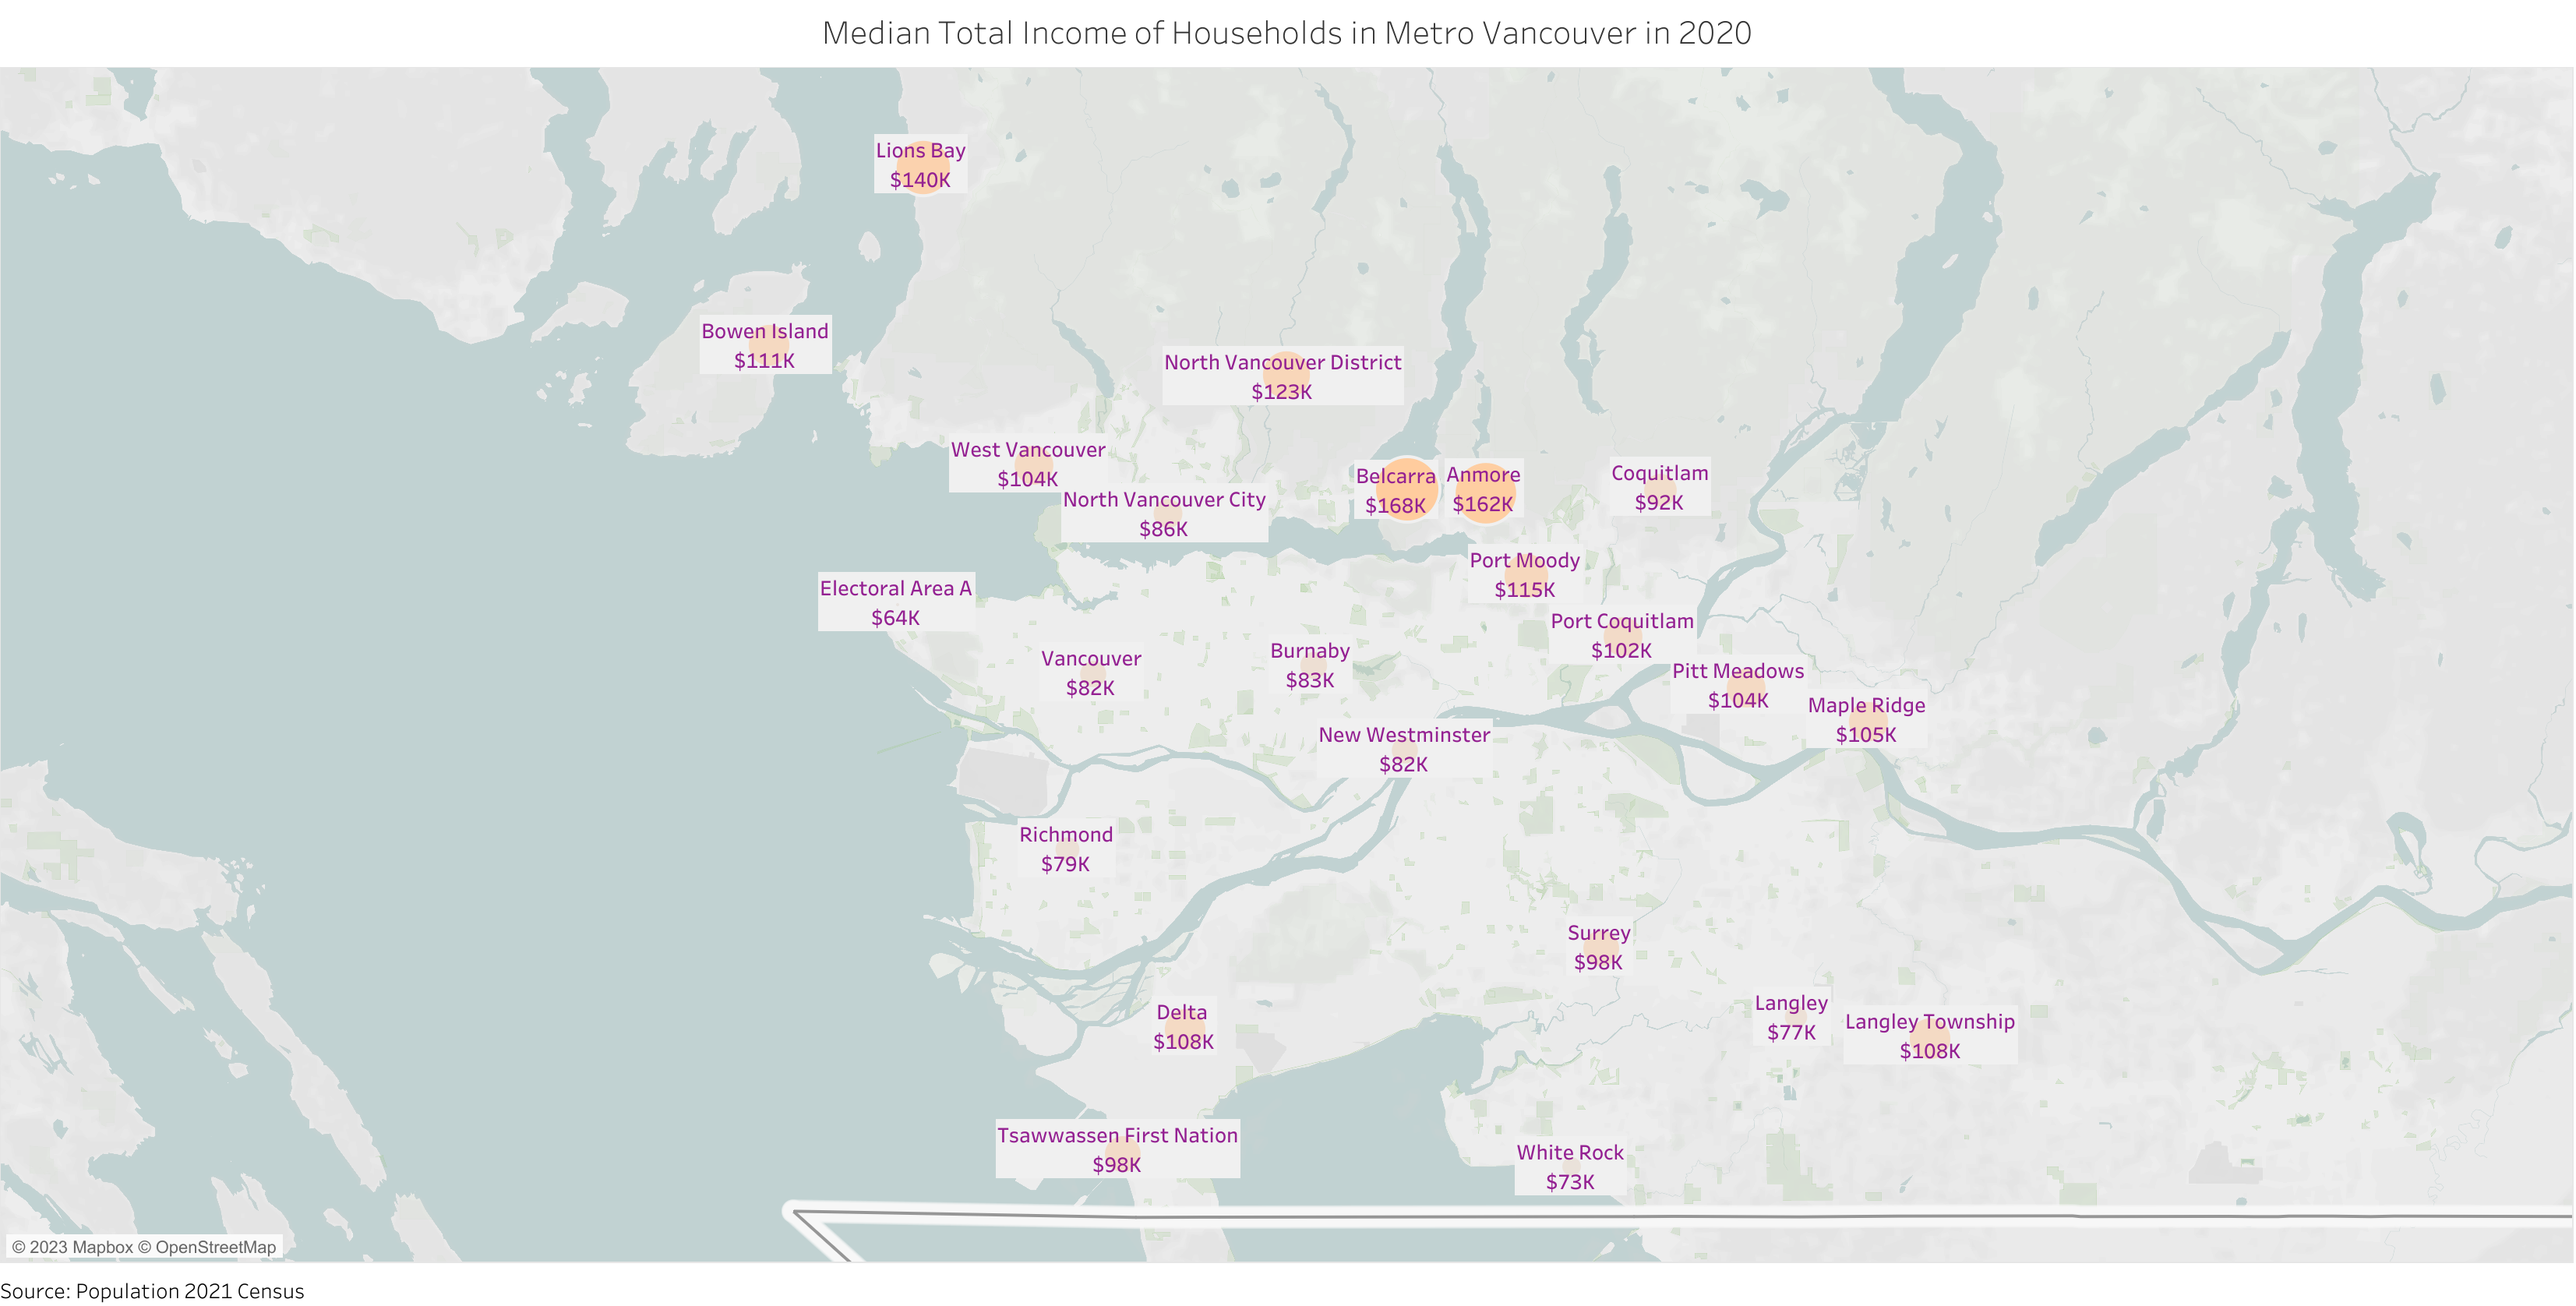 Median Total Income of Households in Metro Vancouver in 2020
Lions Bay
$140K
Bowen Island
$111K
North Vancouver District
$123K
West Vancouver
$104K
North Vancouver City
$86K
Belcarra
$168K
Anmore
$162K
Coquitlam
$92K
Port Moody
$115K
Electoral Area A
$64K
Port Coquitlam
$102K
Vancouver
$82K
Burnaby
$83K
Pitt Meadows
$104K
Maple Ridge
$105K
New Westminster
$82K
Richmond
$79K
Surrey
$98K
Delta
$108K
Langley
$77K
Langley Township
$108K
Tsawwassen First Nation
$98K
White Rock
$73K
© 2023 Mapbox © OpenStreetMap
Source: Population 2021 Census